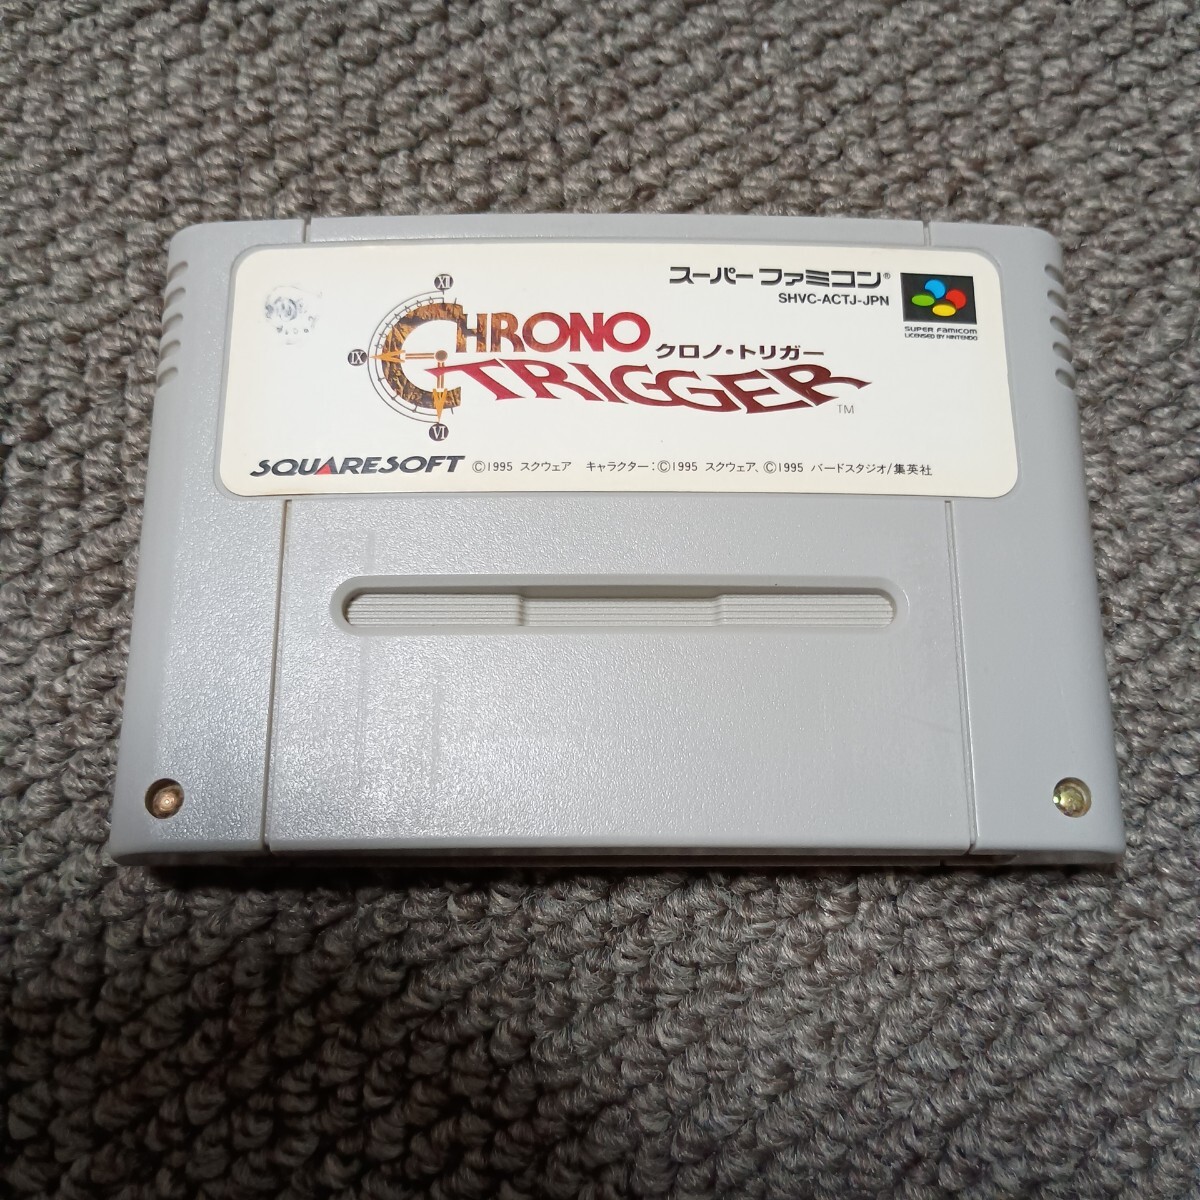 スーパーファミコン®
SHVC-ACTJ-JPN
SUPER FAMICOM
LICENSED BY NINTENDO
XII
IX
VI
CHRONO
クロノ・トリガー
TRIGGER™
SQUARESOFT ©1995 スクウェア キャラクター:©1995 スクウェア、©1995 バードスタジオ/集英社